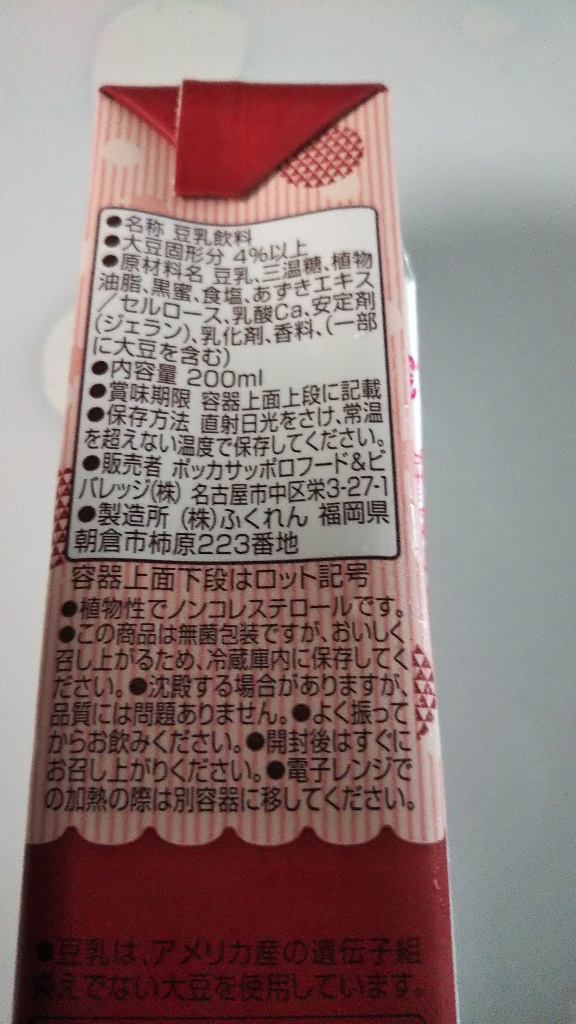 ●名称 豆乳飲料
●大豆固形分 4%以上
●原材料名 豆乳、三温糖、植物
油脂、黒蜜、食塩、あずきエキス
/セルロース、乳酸Ca、安定剤
(ジェラン)、乳化剤、香料、(一部
に大豆を含む)
●内容量 200ml
●賞味期限 容器上面上段に記載
●保存方法 直射日光をさけ、常温
を超えない温度で保存してください。
●販売者 ポッカサッポロフード&ビ
バレッジ(株) 名古屋市中区栄3-27-1
●製造所 (株)ふくれん 福岡県
朝倉市柿原223番地
容器上面下段はロット記号
●植物性でノンコレステロールです。
●この商品は無菌包装ですが、おいしく
召し上がるため、冷蔵庫内に保存してく
ださい。●沈殿する場合がありますが、
品質には問題ありません。●よく振って
からお飲みください。●開封後はすぐに
お召し上がりください。●電子レンジで
の加熱の際は別容器に移してください。
●豆乳は、アメリカ産の遺伝子組
換えでない大豆を使用しています。